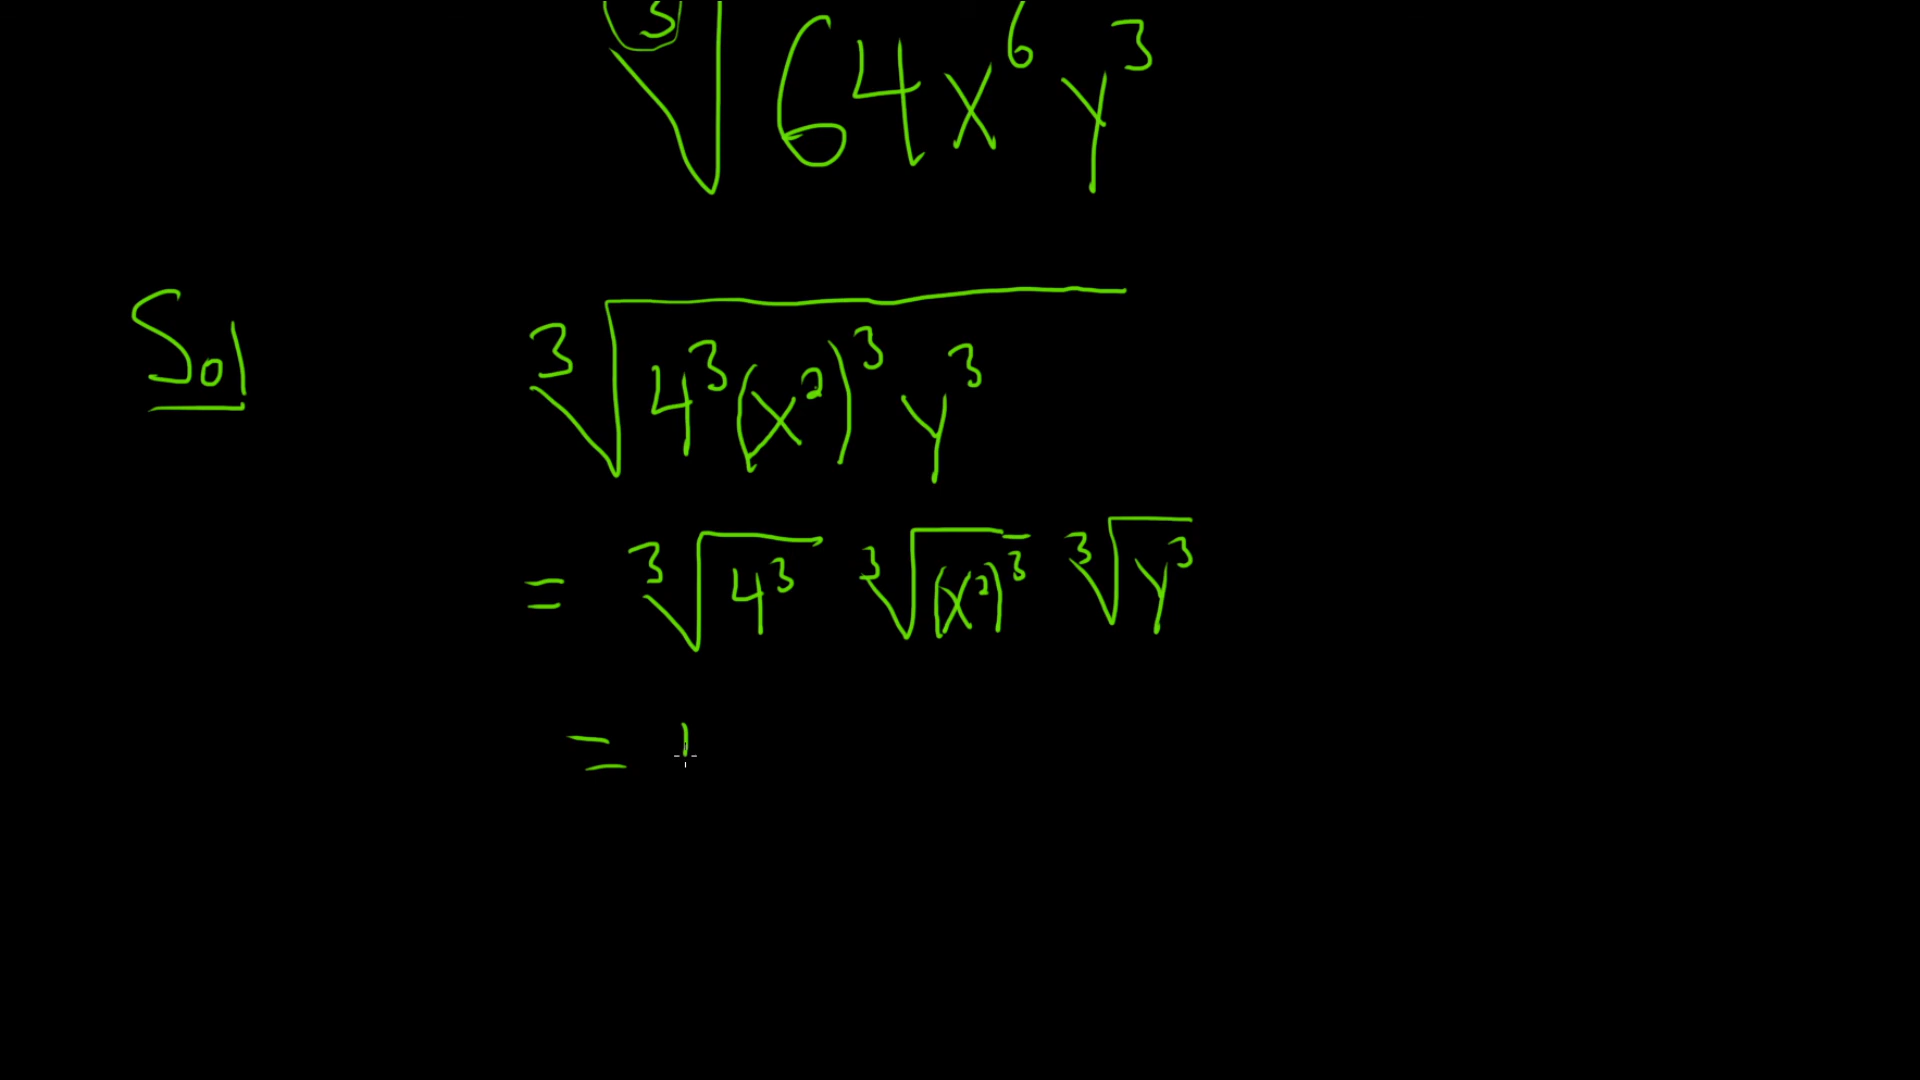 ∛64x⁶y³
Sol ∛(4³(x²)³y³)
= ∛4³ ∛(x²)³ ∛y³
=